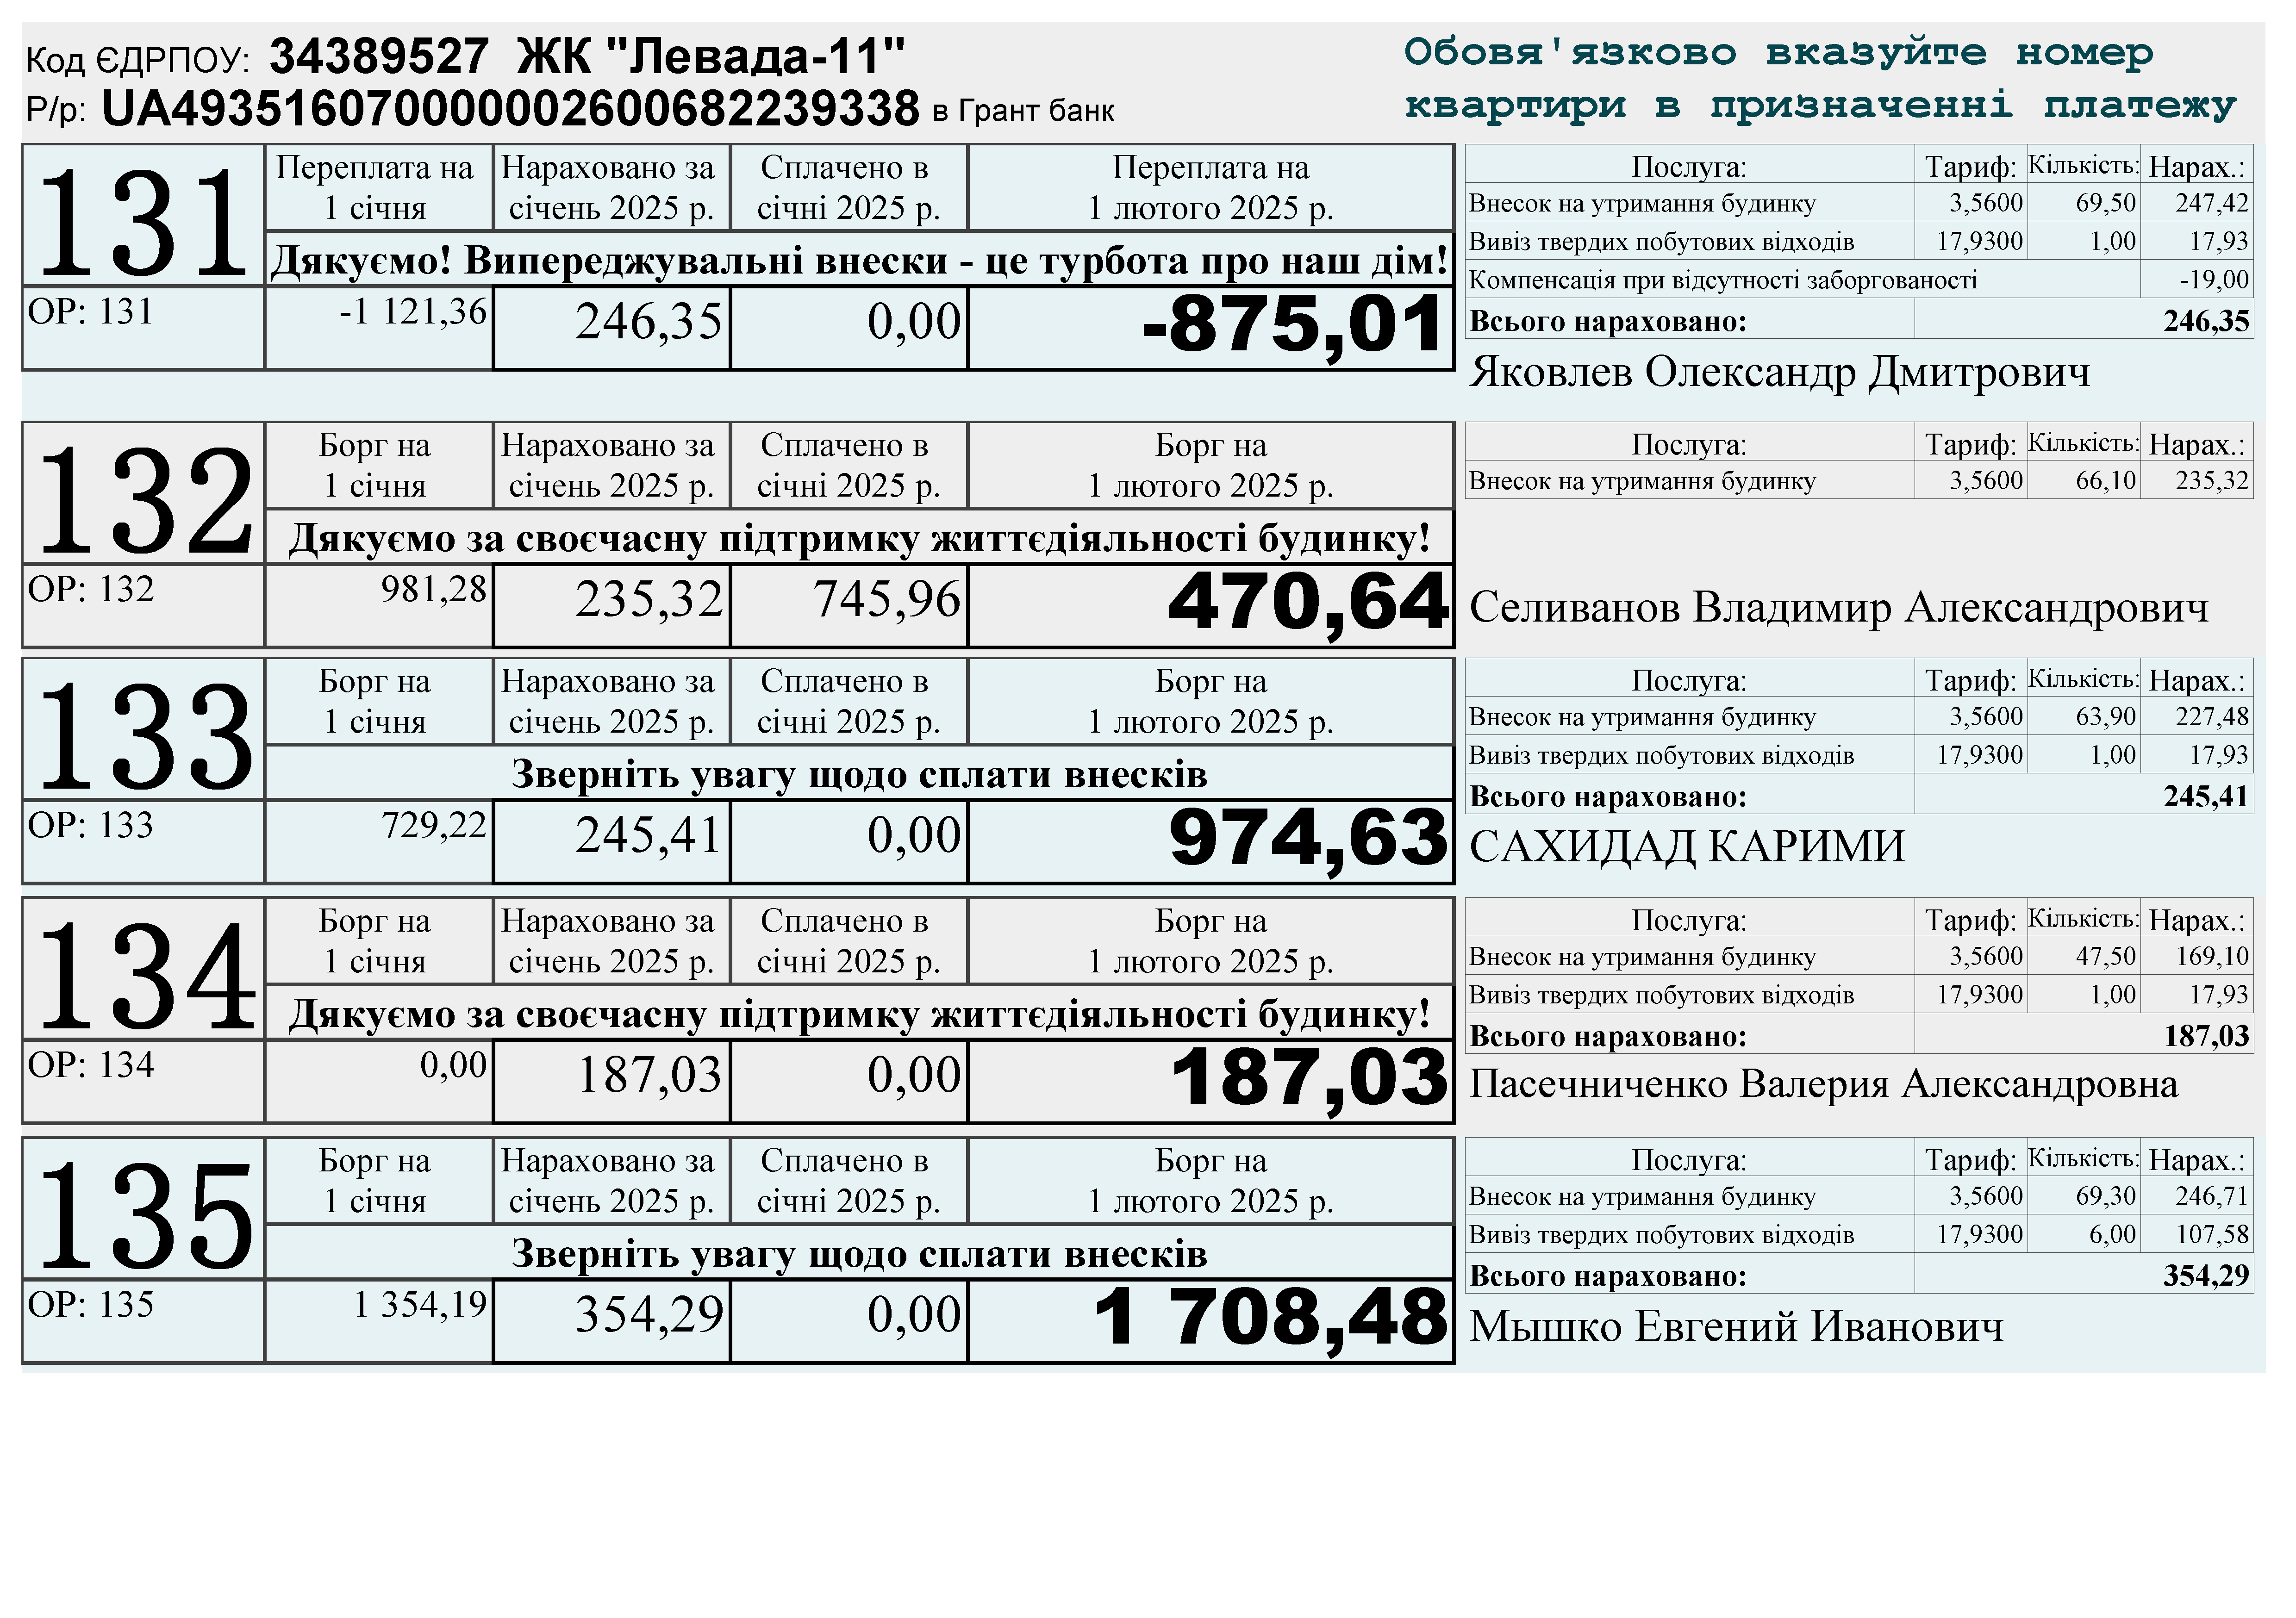 Код ЄДРПОУ: 34389527 ЖК "Левада-11"
Р/р: UA493516070000002600682239338 в Грант банк
Обовя'язково вказуйте номер
квартири в призначенні платежу
131
Переплата на 1 січня
Нараховано за січень 2025 р.
Сплачено в січні 2025 р.
Переплата на 1 лютого 2025 р.
Дякуємо! Випереджувальні внески - це турбота про наш дім!
ОР: 131 -1 121,36 246,35 0,00 -875,01
Послуга: Тариф: Кількість: Нарах.:
Внесок на утримання будинку 3,5600 69,50 247,42
Вивіз твердих побутових відходів 17,9300 1,00 17,93
Компенсація при відсутності заборгованості -19,00
Всього нараховано: 246,35
Яковлев Олександр Дмитрович
132
Борг на 1 січня
Нараховано за січень 2025 р.
Сплачено в січні 2025 р.
Борг на 1 лютого 2025 р.
Дякуємо за своєчасну підтримку життєдіяльності будинку!
ОР: 132 981,28 235,32 745,96 470,64
Послуга: Тариф: Кількість: Нарах.:
Внесок на утримання будинку 3,5600 66,10 235,32
Селиванов Владимир Александрович
133
Борг на 1 січня
Нараховано за січень 2025 р.
Сплачено в січні 2025 р.
Борг на 1 лютого 2025 р.
Зверніть увагу щодо сплати внесків
ОР: 133 729,22 245,41 0,00 974,63
Послуга: Тариф: Кількість: Нарах.:
Внесок на утримання будинку 3,5600 63,90 227,48
Вивіз твердих побутових відходів 17,9300 1,00 17,93
Всього нараховано: 245,41
САХИДАД КАРИМИ
134
Борг на 1 січня
Нараховано за січень 2025 р.
Сплачено в січні 2025 р.
Борг на 1 лютого 2025 р.
Дякуємо за своєчасну підтримку життєдіяльності будинку!
ОР: 134 0,00 187,03 0,00 187,03
Послуга: Тариф: Кількість: Нарах.:
Внесок на утримання будинку 3,5600 47,50 169,10
Вивіз твердих побутових відходів 17,9300 1,00 17,93
Всього нараховано: 187,03
Пасечниченко Валерия Александровна
135
Борг на 1 січня
Нараховано за січень 2025 р.
Сплачено в січні 2025 р.
Борг на 1 лютого 2025 р.
Зверніть увагу щодо сплати внесків
ОР: 135 1 354,19 354,29 0,00 1 708,48
Послуга: Тариф: Кількість: Нарах.:
Внесок на утримання будинку 3,5600 69,30 246,71
Вивіз твердих побутових відходів 17,9300 6,00 107,58
Всього нараховано: 354,29
Мышко Евгений Иванович